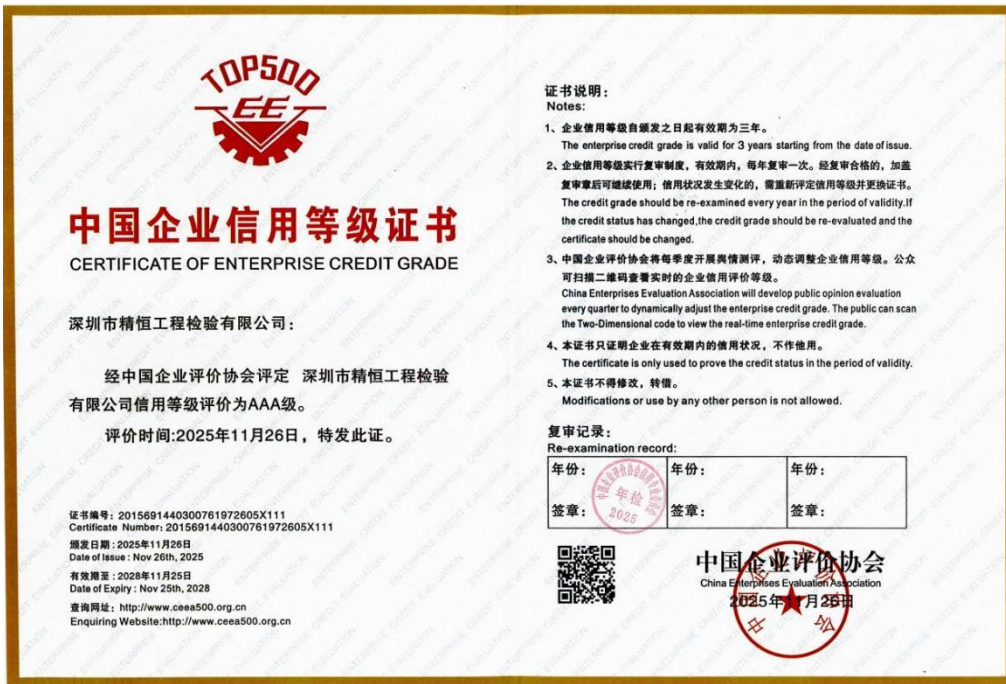 TOP500
EE
中国企业信用等级证书
CERTIFICATE OF ENTERPRISE CREDIT GRADE
深圳市精恒工程检验有限公司：
经中国企业评价协会评定 深圳市精恒工程检验
有限公司信用等级评价为AAA级。
评价时间:2025年11月26日，特发此证。
证书编号：2015691440300761972605X111
Certificate Number: 2015691440300761972605X111
颁发日期：2025年11月26日
Date of Issue : Nov 26th, 2025
有效期至：2028年11月25日
Date of Expiry : Nov 25th, 2028
查询网址：http://www.ceea500.org.cn
Enquiring Website:http://www.ceea500.org.cn
证书说明：
Notes:
1、企业信用等级自颁发之日起有效期为三年。
The enterprise credit grade is valid for 3 years starting from the date of issue.
2、企业信用等级实行复审制度，有效期内，每年复审一次。经复审合格的，加盖
复审章后可继续使用；信用状况发生变化的，需重新评定信用等级并更换证书。
The credit grade should be re-examined every year in the period of validity.If
the credit status has changed,the credit grade should be re-evaluated and the
certificate should be changed.
3、中国企业评价协会将每季度开展舆情测评，动态调整企业信用等级。公众
可扫描二维码查看实时的企业信用评价等级。
China Enterprises Evaluation Association will develop public opinion evaluation
every quarter to dynamically adjust the enterprise credit grade. The public can scan
the Two-Dimensional code to view the real-time enterprise credit grade.
4、本证书只证明企业在有效期内的信用状况，不作他用。
The certificate is only used to prove the credit status in the period of validity.
5、本证书不得修改，转借。
Modifications or use by any other person is not allowed.
复审记录：
Re-examination record:
年份： 年份： 年份：
年检
2025
签章： 签章： 签章：
中国企业评价协会
China Enterprises Evaluation Association
2025年11月26日
中国企业评价协会